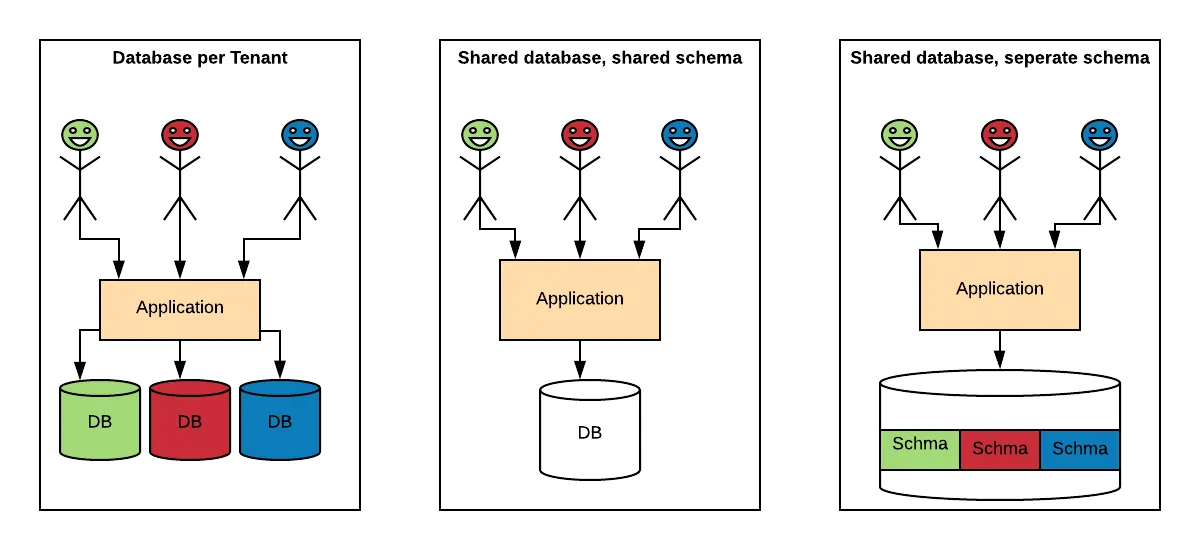 Database per Tenant
Application
DB
DB
DB
Shared database, shared schema
Application
DB
Shared database, seperate schema
Application
Schma
Schma
Schma